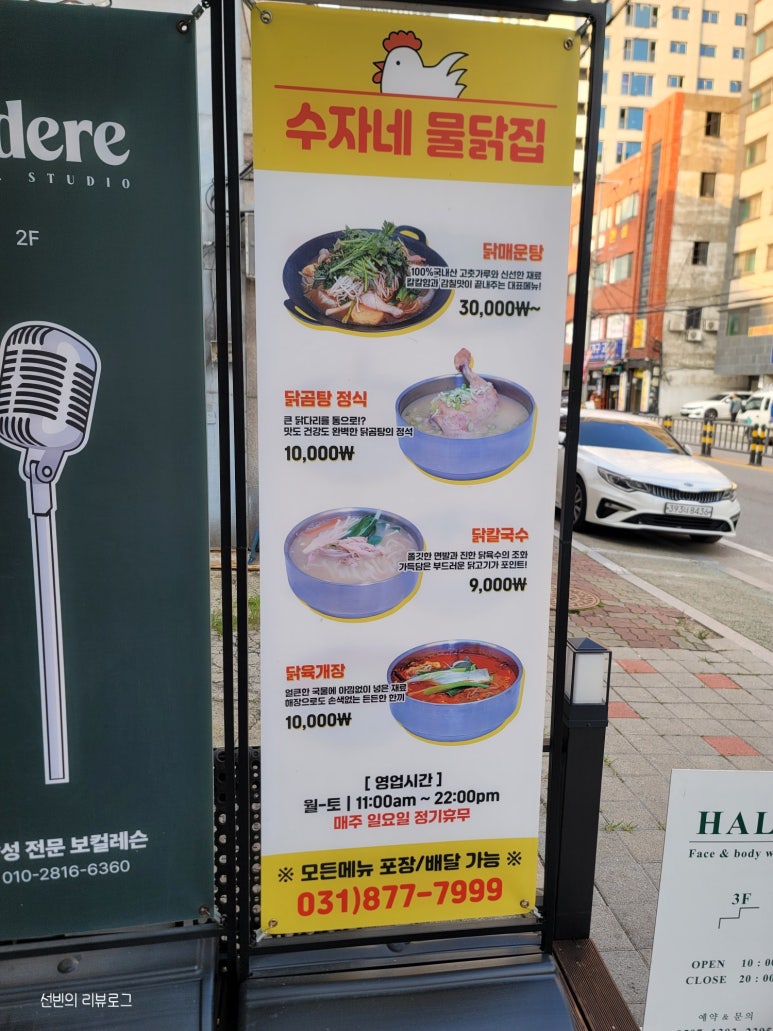 dere
STUDIO
2F
성 전문 보컬레슨
010-2816-6360
수자네 물닭집
닭매운탕
100%국내산 고춧가루와 신선한 재료
칼칼함과 감칠맛이 끝내주는 대표메뉴!
30,000₩~
닭곰탕 정식
큰 닭다리를 통으로!?
맛도 건강도 완벽한 닭곰탕의 정석
10,000₩
닭칼국수
쫄깃한 면발과 진한 닭육수의 조화
가득담은 부드러운 닭고기가 포인트!
9,000₩
닭육개장
얼큰한 국물에 아낌없이 넣은 재료
해장으로도 손색없는 든든한 한끼
10,000₩
[ 영업시간 ]
월-토 | 11:00am ~ 22:00pm
매주 일요일 정기휴무
※ 모든메뉴 포장/배달 가능 ※
031)877-7999
HAL
Face & body w
3F
OPEN 10 : 00
CLOSE 20 : 00
예약 & 문의
선빈의 리뷰로그